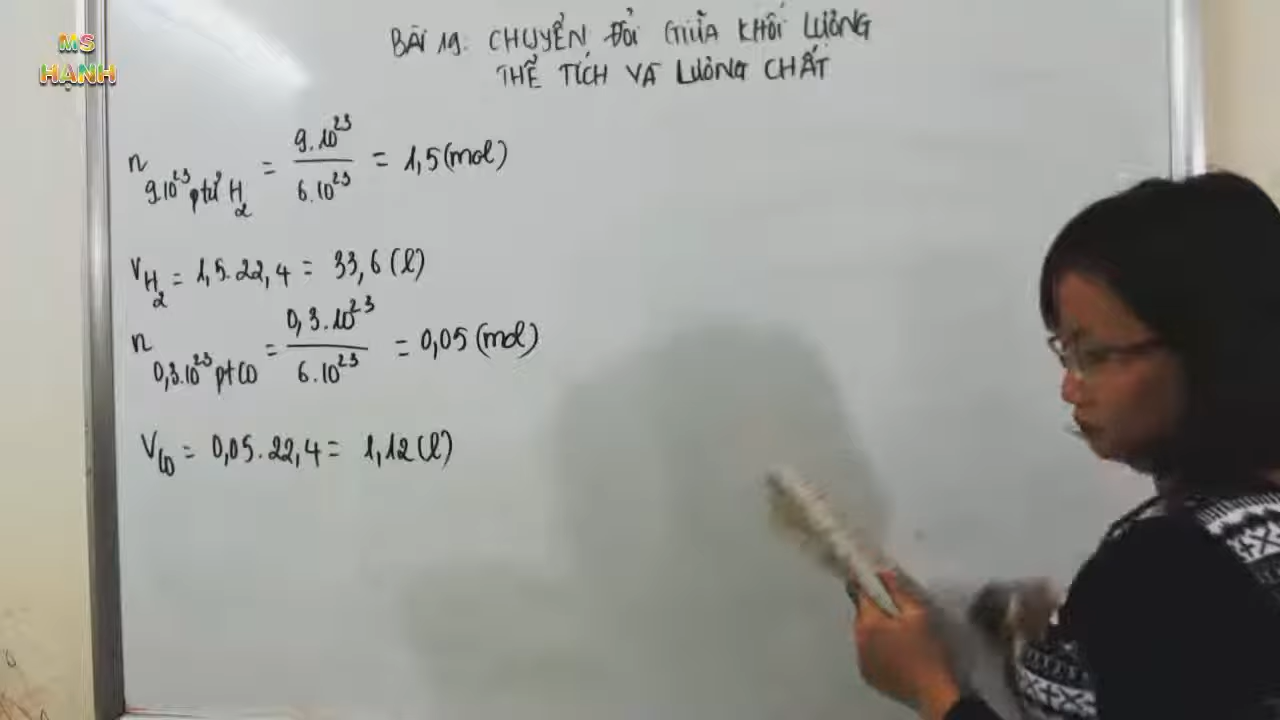 MS
HẠNH
BÀI 19: CHUYỂN ĐỔI GIỮA KHỐI LƯỢNG
THỂ TÍCH VÀ LƯỢNG CHẤT
n 9.10²³ ptử H₂ = 9.10²³ / 6.10²³ = 1,5 (mol)
V H₂ = 1,5.22,4 = 33,6 (l)
n 0,3.10²³ pt CO = 0,3.10²³ / 6.10²³ = 0,05 (mol)
V CO = 0,05.22,4 = 1,12 (l)